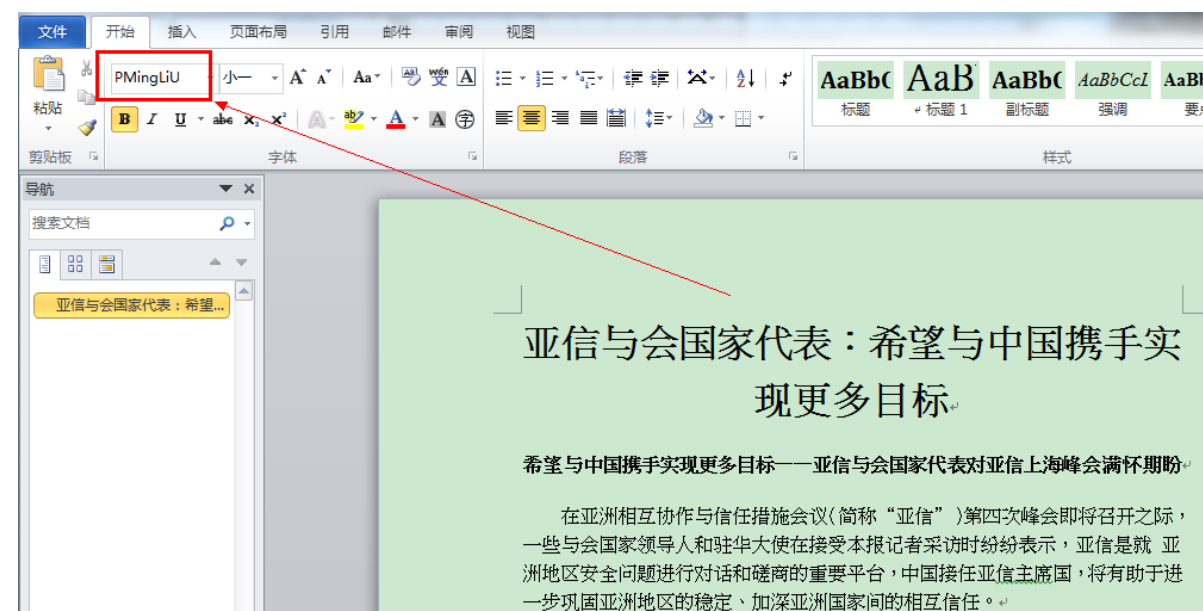 文件 开始 插入 页面布局 引用 邮件 审阅 视图
PMingLiU 小一 A A Aa 雯 wén A
粘贴 B I U abc x₂ x² A ab A A 字
AaBbC AaB AaBbC AaBbCcL AaBb
标题 标题 1 副标题 强调 要
剪贴板 字体 段落 样式
导航
搜索文档
亚信与会国家代表：希望...
亚信与会国家代表：希望与中国携手实
现更多目标
希望与中国携手实现更多目标——亚信与会国家代表对亚信上海峰会满怀期盼
在亚洲相互协作与信任措施会议(简称“亚信”)第四次峰会即将召开之际，
一些与会国家领导人和驻华大使在接受本报记者采访时纷纷表示，亚信是就 亚
洲地区安全问题进行对话和磋商的重要平台，中国接任亚信主席国，将有助于进
一步巩固亚洲地区的稳定、加深亚洲国家间的相互信任。